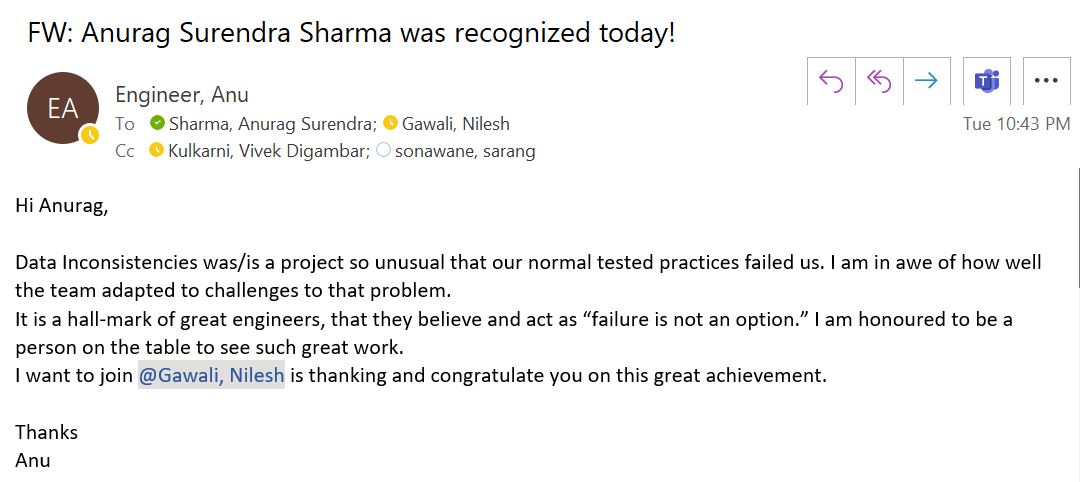 FW: Anurag Surendra Sharma was recognized today!
EA
Engineer, Anu
To Sharma, Anurag Surendra; Gawali, Nilesh
Tue 10:43 PM
Cc Kulkarni, Vivek Digambar; sonawane, sarang
Hi Anurag,
Data Inconsistencies was/is a project so unusual that our normal tested practices failed us. I am in awe of how well
the team adapted to challenges to that problem.
It is a hall-mark of great engineers, that they believe and act as “failure is not an option.” I am honoured to be a
person on the table to see such great work.
I want to join @Gawali, Nilesh is thanking and congratulate you on this great achievement.
Thanks
Anu